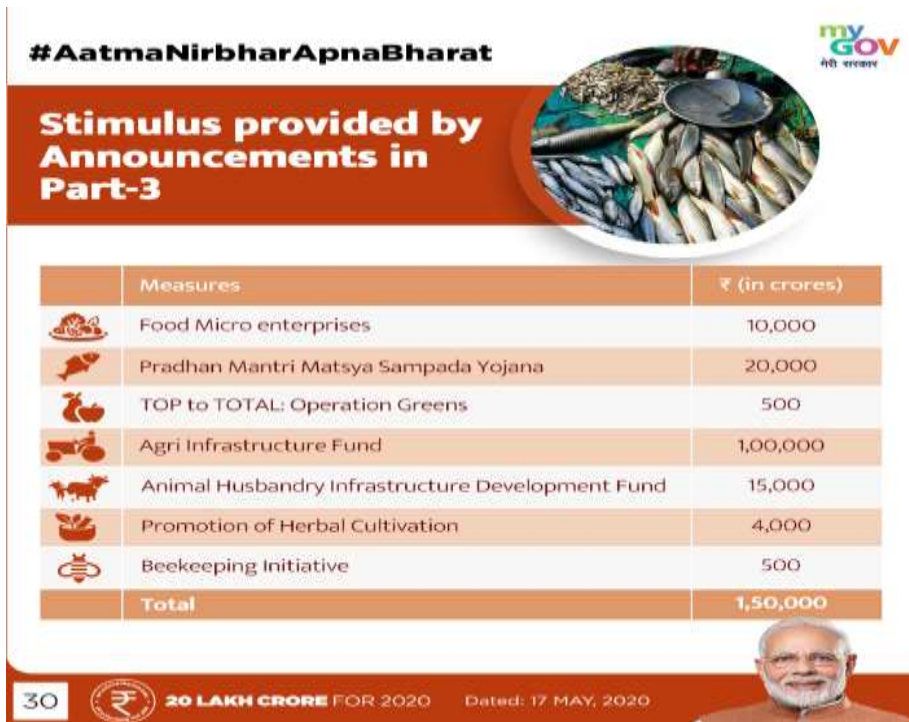 #AatmaNirbharApnaBharat
my
GOV
मेरी सरकार
Stimulus provided by
Announcements in
Part-3
Measures ₹ (in crores)
Food Micro enterprises 10,000
Pradhan Mantri Matsya Sampada Yojana 20,000
TOP to TOTAL: Operation Greens 500
Agri Infrastructure Fund 1,00,000
Animal Husbandry Infrastructure Development Fund 15,000
Promotion of Herbal Cultivation 4,000
Beekeeping Initiative 500
Total 1,50,000
30 ₹ 20 LAKH CRORE FOR 2020 Dated: 17 MAY, 2020